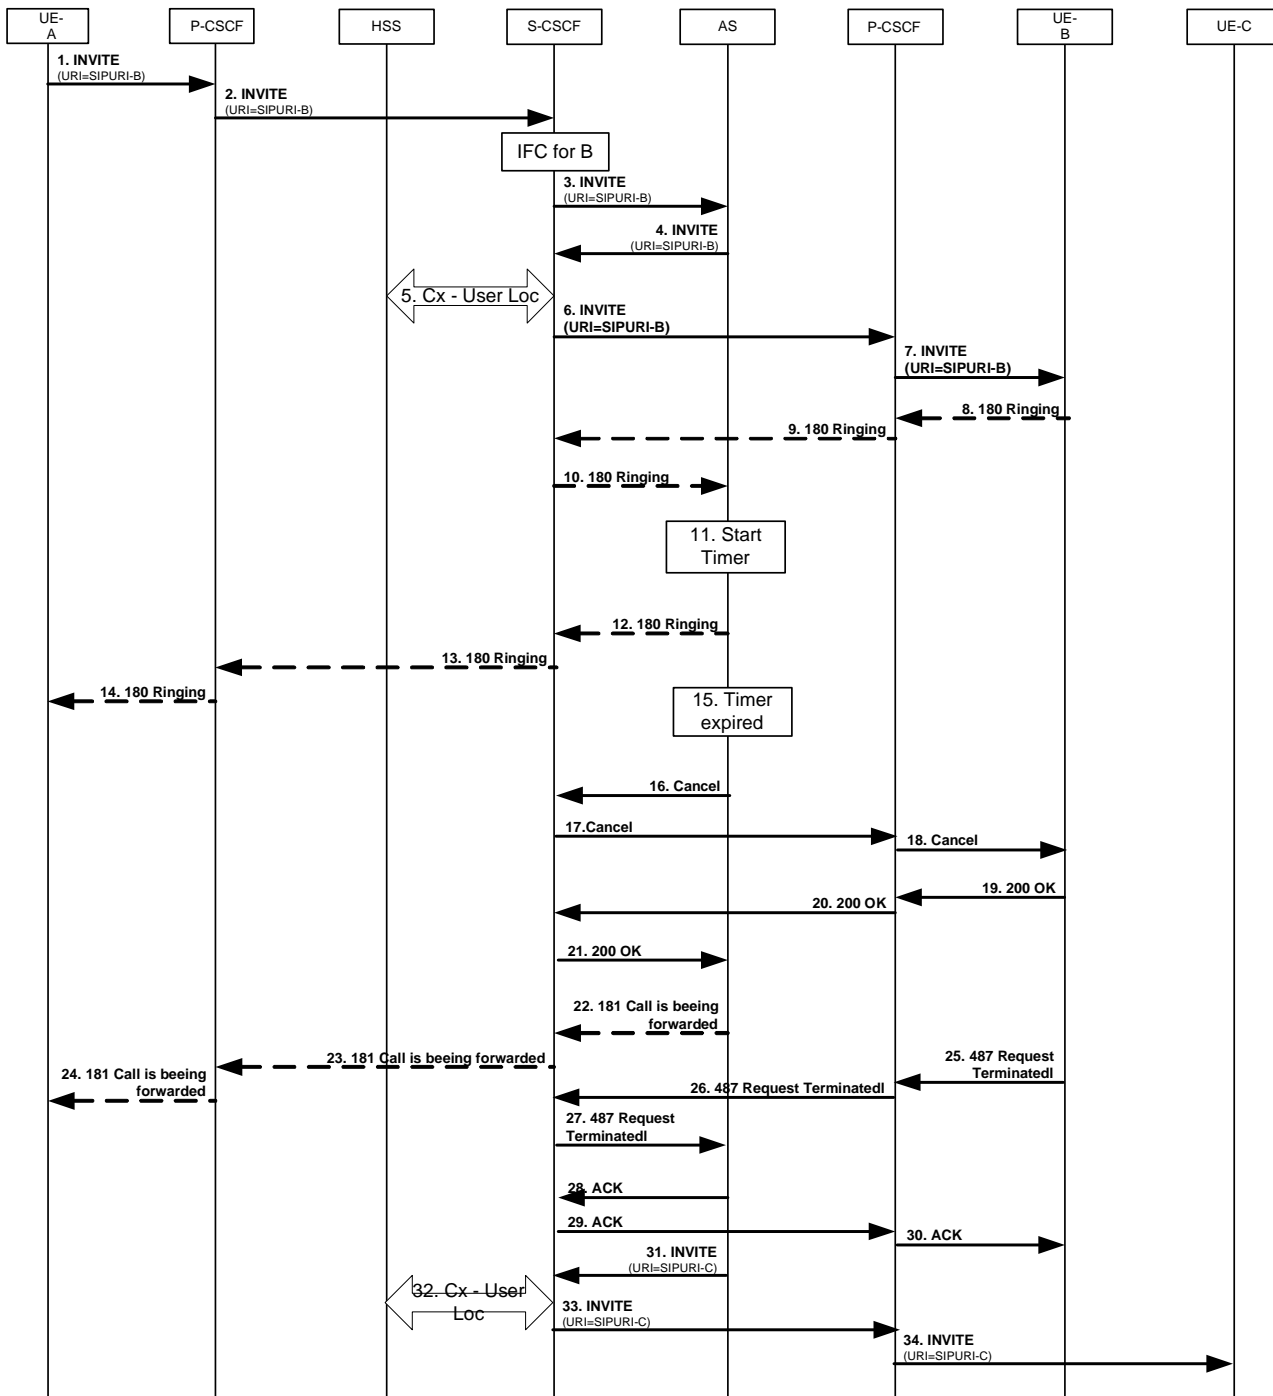 UE-
A
P-CSCF
HSS
S-CSCF
AS
P-CSCF
UE-
B
UE-C
1. INVITE
(URI=SIPURI-B)
2. INVITE
(URI=SIPURI-B)
IFC for B
3. INVITE
(URI=SIPURI-B)
4. INVITE
(URI=SIPURI-B)
5. Cx - User Loc
6. INVITE
(URI=SIPURI-B)
7. INVITE
(URI=SIPURI-B)
8. 180 Ringing
9. 180 Ringing
10. 180 Ringing
11. Start
Timer
12. 180 Ringing
13. 180 Ringing
14. 180 Ringing
15. Timer
expired
16. Cancel
17.Cancel
18. Cancel
19. 200 OK
20. 200 OK
21. 200 OK
22. 181 Call is beeing
forwarded
23. 181 Call is beeing forwarded
24. 181 Call is beeing
forwarded
25. 487 Request
Terminatedl
26. 487 Request Terminatedl
27. 487 Request
Terminatedl
28. ACK
29. ACK
30. ACK
31. INVITE
(URI=SIPURI-C)
32. Cx - User
Loc
33. INVITE
(URI=SIPURI-C)
34. INVITE
(URI=SIPURI-C)